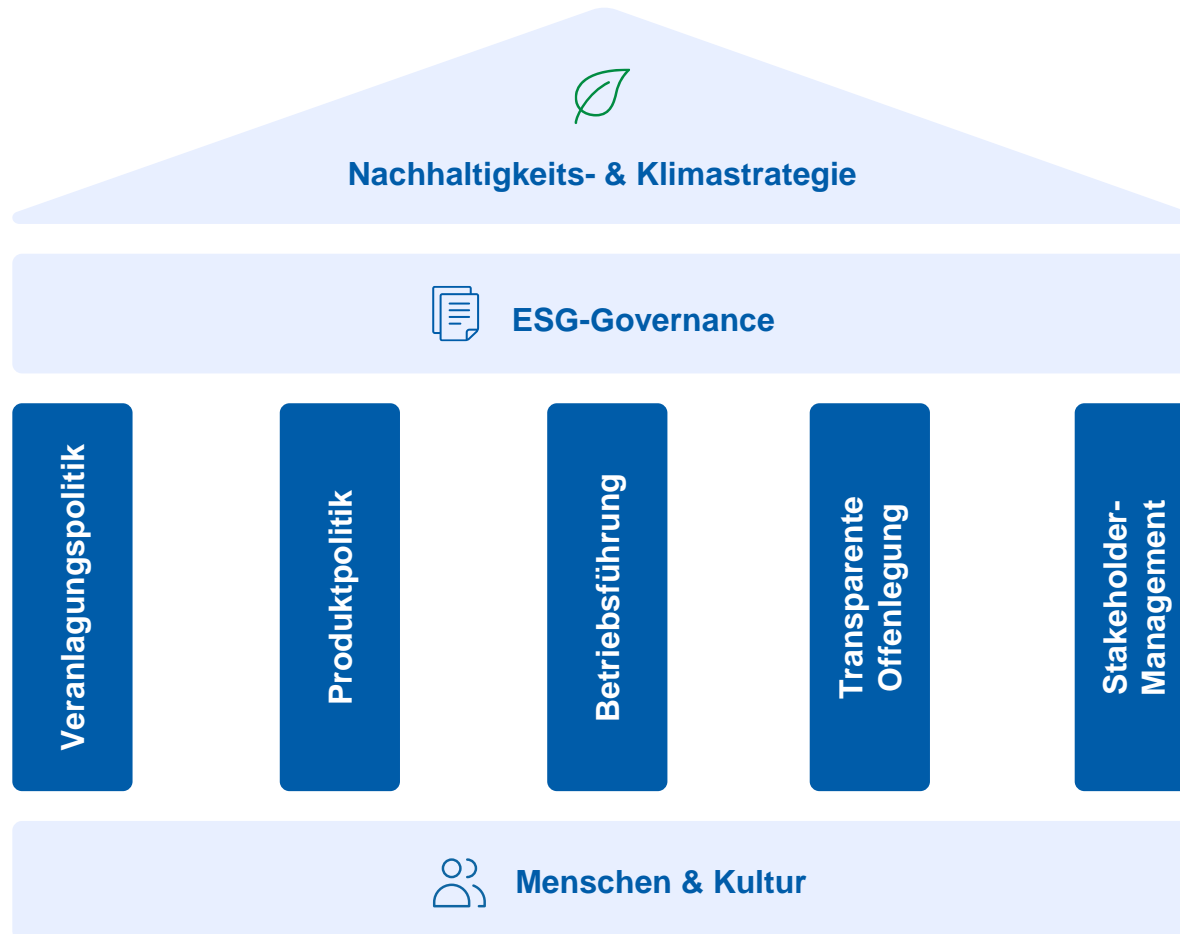 Nachhaltigkeits- & Klimastrategie
ESG-Governance
Veranlagungspolitik
Produktpolitik
Betriebsführung
Transparente
Offenlegung
Stakeholder-
Management
Menschen & Kultur